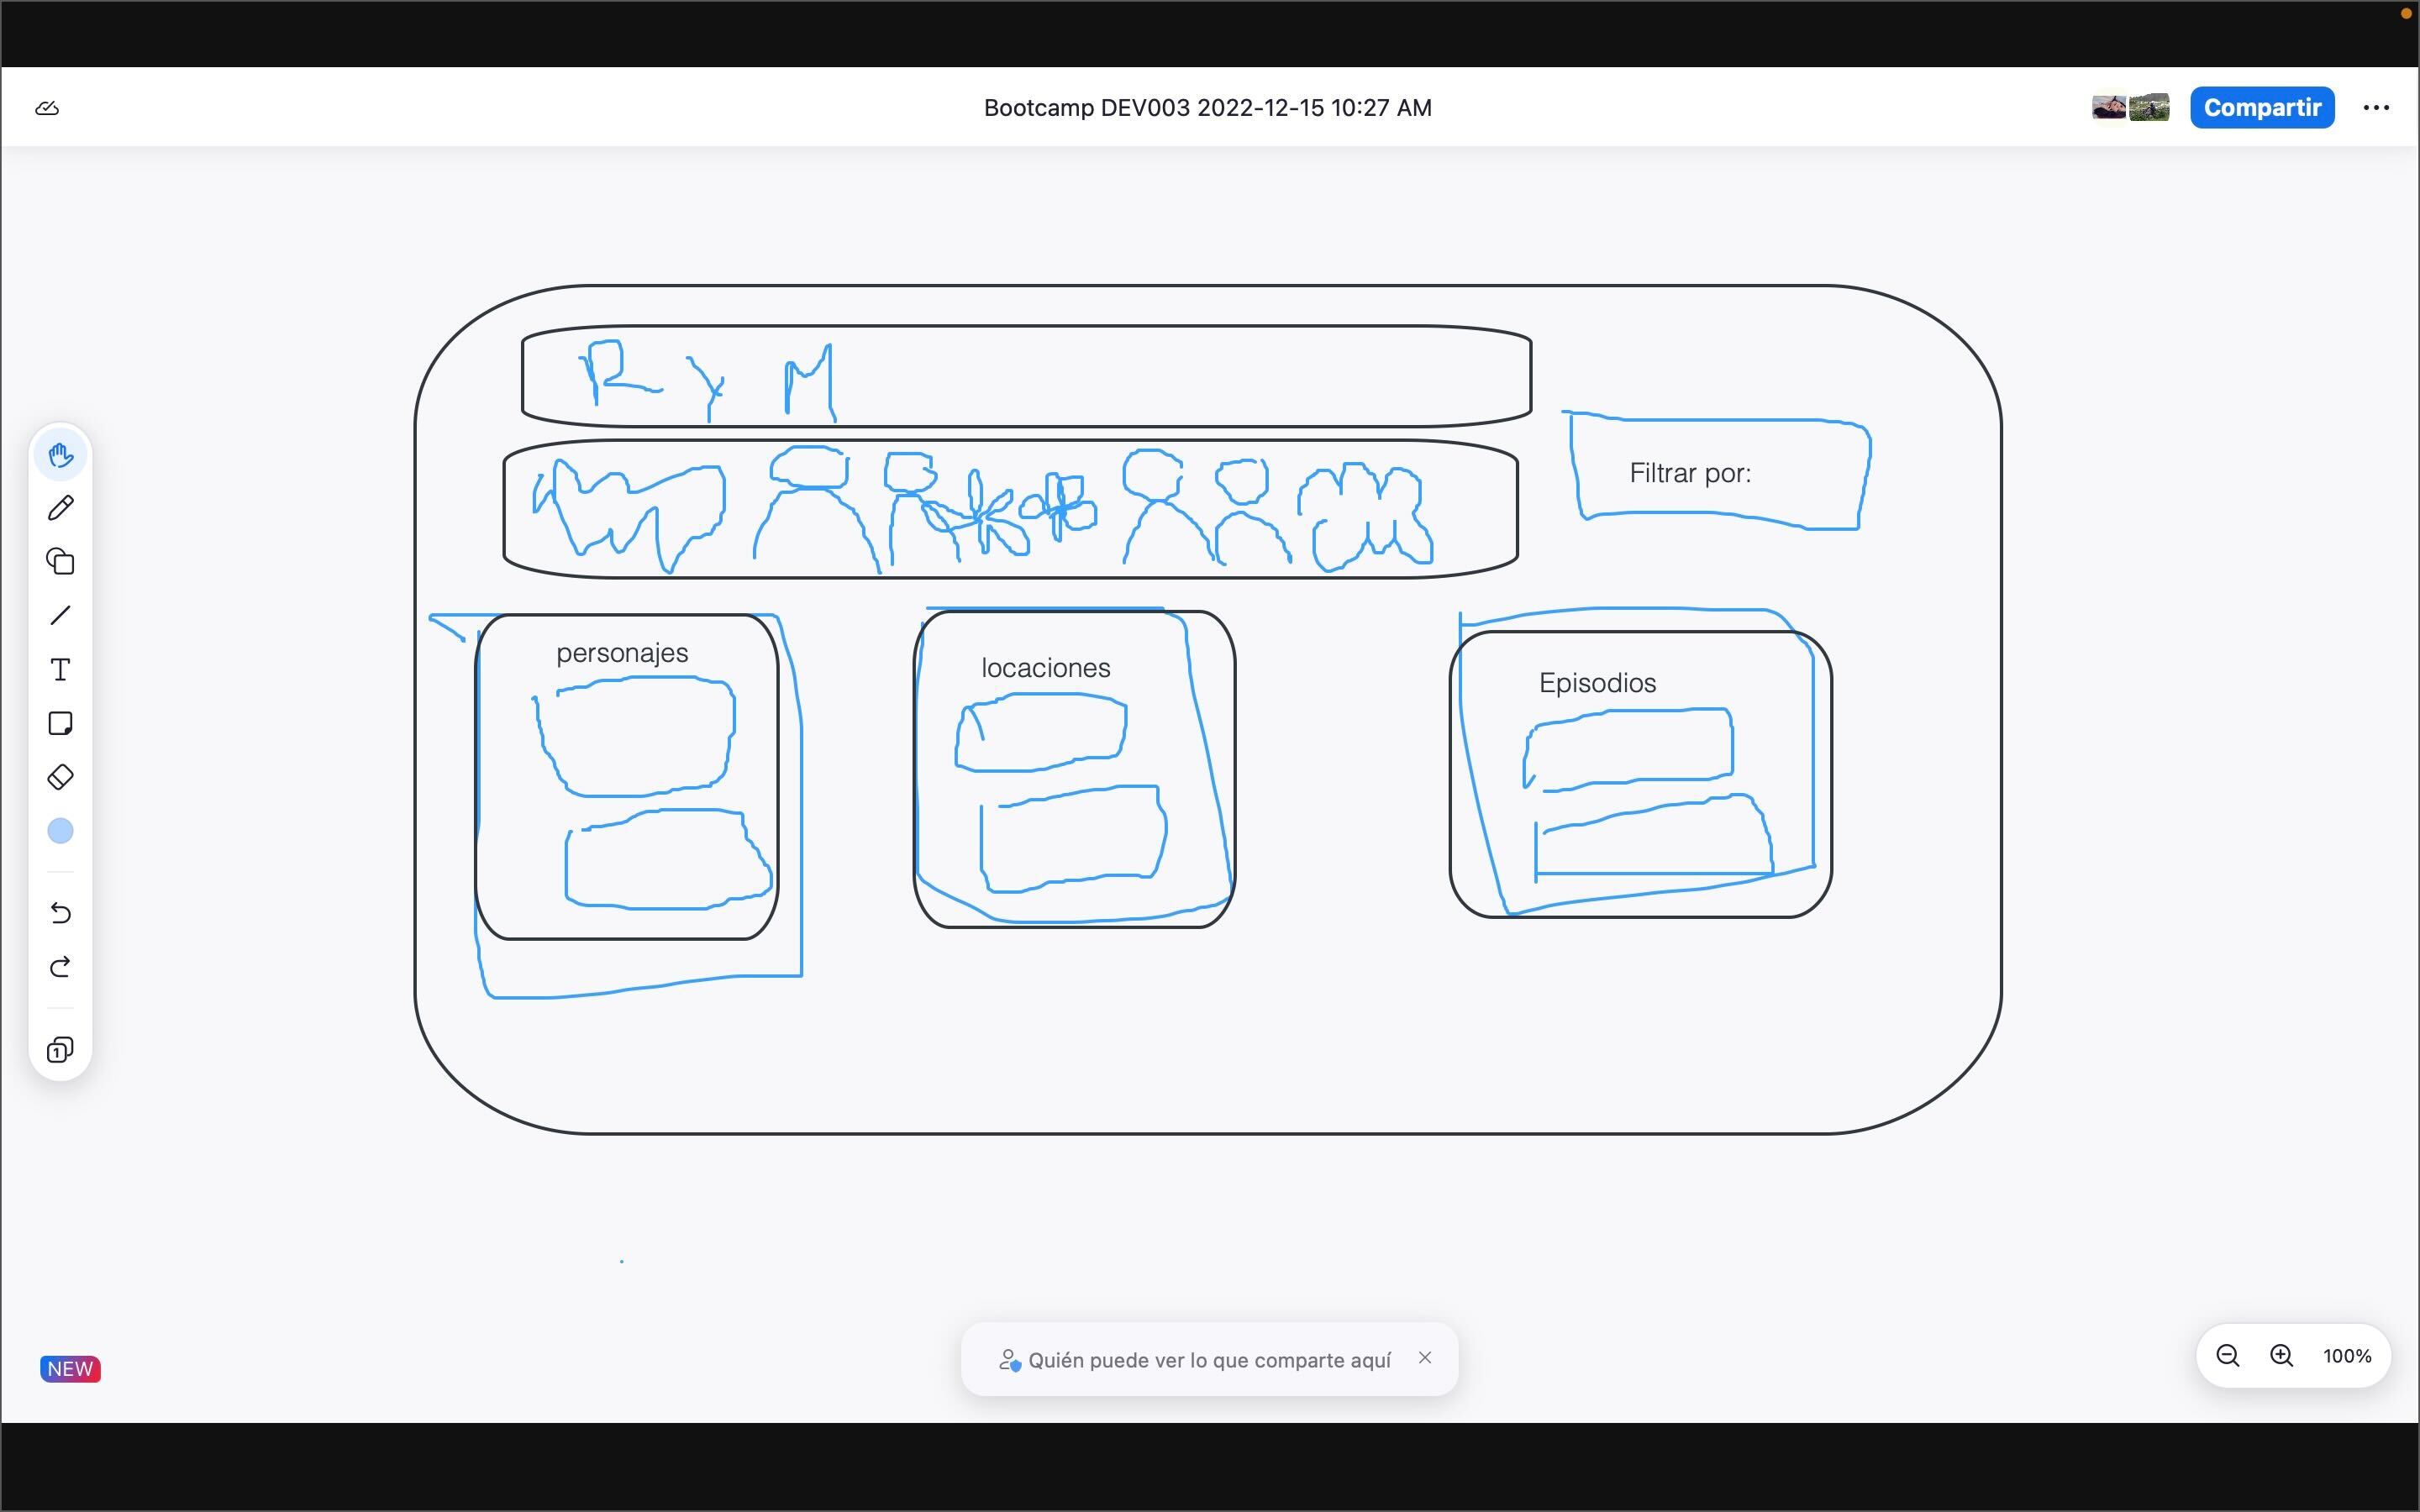 Bootcamp DEV003 2022-12-15 10:27 AM
Compartir
R y M
Filtrar por:
personajes
locaciones
Episodios
T
1
NEW
Quién puede ver lo que comparte aquí
100%